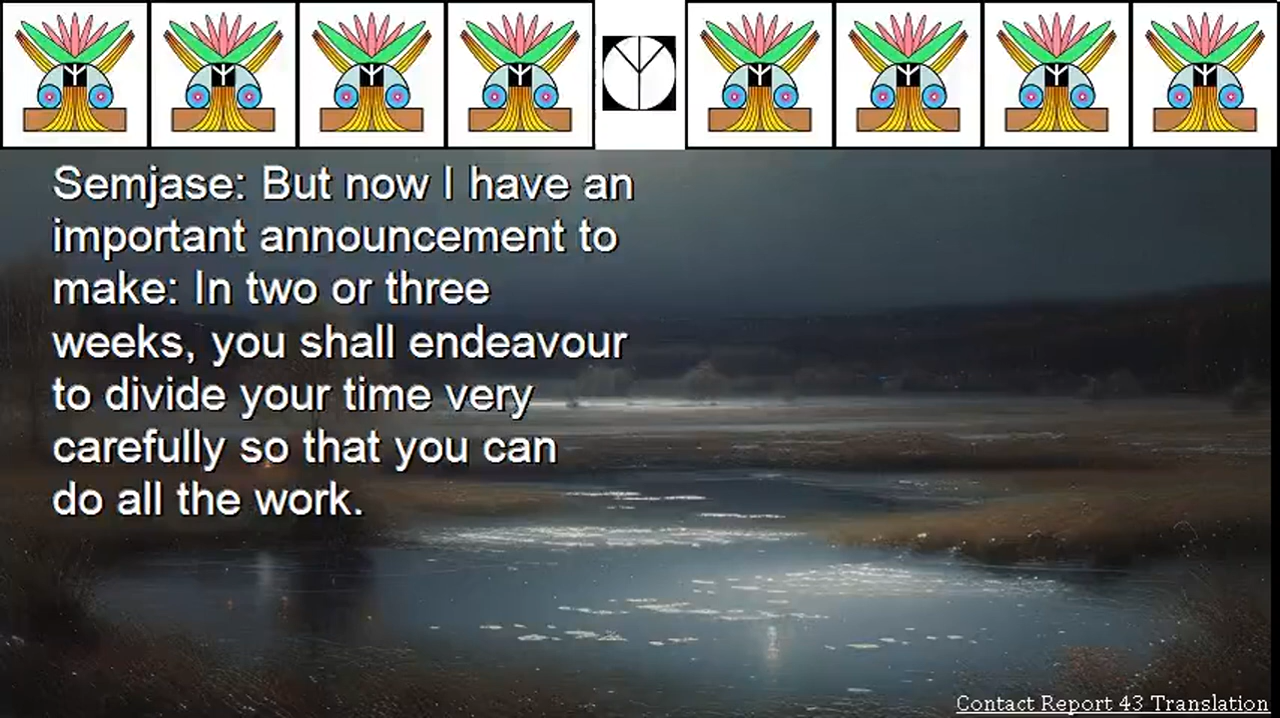 Semjase: But now I have an
important announcement to
make: In two or three
weeks, you shall endeavour
to divide your time very
carefully so that you can
do all the work.
Contact Report 43 Translation